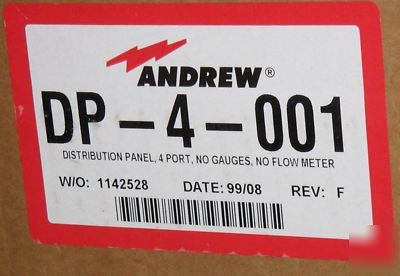 ANDREW®
DP-4-001
DISTRIBUTION PANEL, 4 PORT, NO GAUGES, NO FLOW METER
W/O: 1142528 DATE: 99/08 REV: F